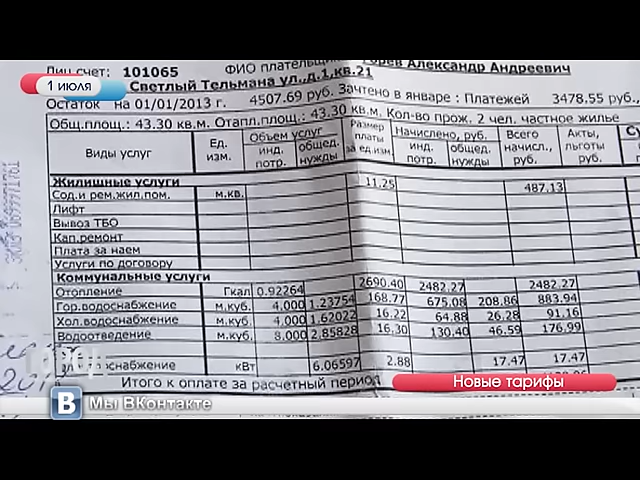 Лиц счет: 101065 ФИО плательщи Горев Александр Андреевич
1 июля
Светлый Тельмана ул.,д.1,кв.21
Остаток на 01/01/2013 г. 4507.69 руб. Зачтено в январе : Платежей 3478.55 руб.,
Общ.площ.: 43.30 кв.м. Отапл.площ.: 43.30 кв.м. Кол-во прож. 2 чел. частное жилье
Виды услуг Ед. изм. Объем услуг инд. потр. общед. нужды Размер платы за ед.изм. Начислено, руб. инд. потр. общед. нужды Всего начисл., руб. Акты, льготы руб.
Жилищные услуги
Сод.и рем.жил.пом. м.кв. 11.25 487.13
Лифт
Вывоз ТБО
Кап.ремонт
Плата за наем
Услуги по договору
Коммунальные услуги
Отопление Гкал 0.92264 2690.40 2482.27 2482.27
Гор.водоснабжение м.куб. 4,000 1.23754 168.77 675.08 208.86 883.94
Хол.водоснабжение м.куб. 4,000 1.62022 16.22 64.88 26.28 91.16
Водоотведение м.куб. 8,000 2.85828 16.30 130.40 46.59 176.99
снабжение кВт 6.06597 2.88 17.47 17.47
ГОРОД
Итого к оплате за расчетный период
Новые тарифы
В Мы ВКонтакте